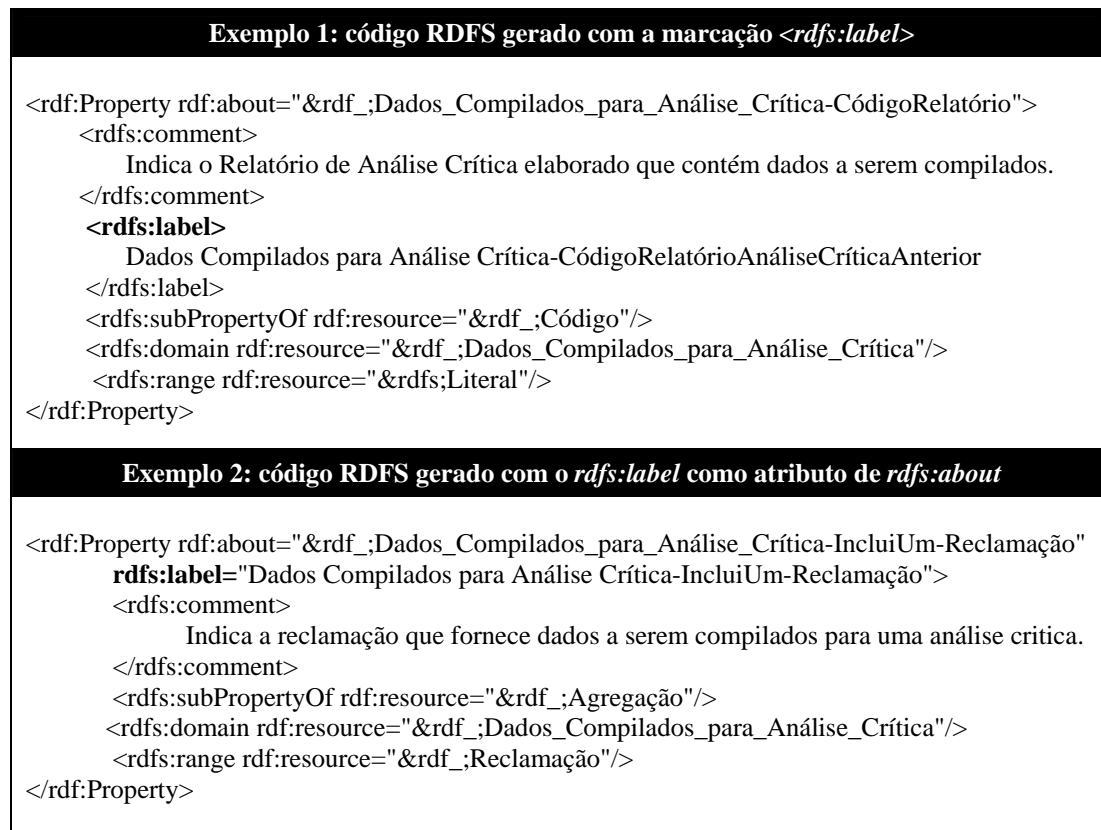 Exemplo 1: código RDFS gerado com a marcação <rdfs:label>
<rdf:Property rdf:about="&rdf_;Dados_Compilados_para_Análise_Crítica-CódigoRelatório">
<rdfs:comment>
Indica o Relatório de Análise Crítica elaborado que contém dados a serem compilados.
</rdfs:comment>
<rdfs:label>
Dados Compilados para Análise Crítica-CódigoRelatórioAnáliseCríticaAnterior
</rdfs:label>
<rdfs:subPropertyOf rdf:resource="&rdf_;Código"/>
<rdfs:domain rdf:resource="&rdf_;Dados_Compilados_para_Análise_Crítica"/>
<rdfs:range rdf:resource="&rdfs;Literal"/>
</rdf:Property>
Exemplo 2: código RDFS gerado com o rdfs:label como atributo de rdfs:about
<rdf:Property rdf:about="&rdf_;Dados_Compilados_para_Análise_Crítica-IncluiUm-Reclamação"
rdfs:label="Dados Compilados para Análise Crítica-IncluiUm-Reclamação">
<rdfs:comment>
Indica a reclamação que fornece dados a serem compilados para uma análise critica.
</rdfs:comment>
<rdfs:subPropertyOf rdf:resource="&rdf_;Agregação"/>
<rdfs:domain rdf:resource="&rdf_;Dados_Compilados_para_Análise_Crítica"/>
<rdfs:range rdf:resource="&rdf_;Reclamação"/>
</rdf:Property>